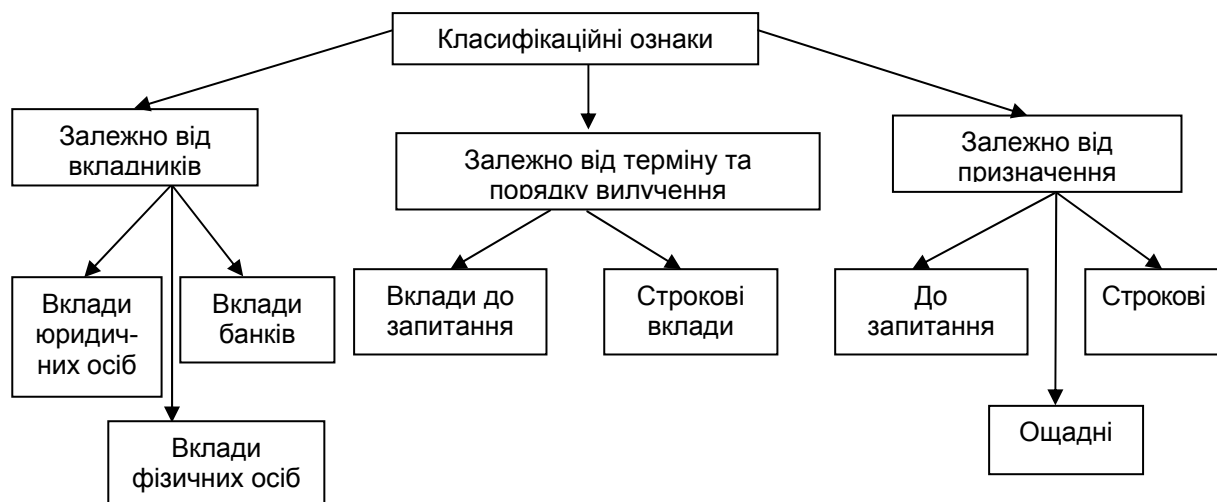 Класифікаційні ознаки
Залежно від
вкладників
Залежно від терміну та
порядку вилучення
Залежно від
призначення
Вклади
юридич-
них осіб
Вклади
банків
Вклади
фізичних осіб
Вклади до
запитання
Строкові
вклади
До
запитання
Строкові
Ощадні